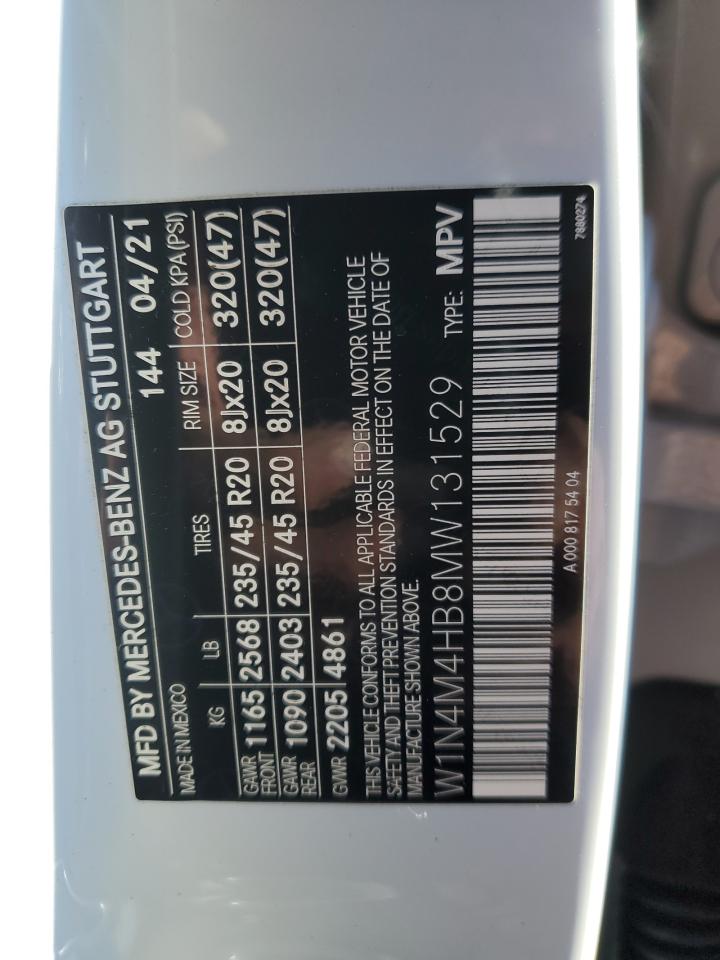 MFD BY MERCEDES-BENZ AG STUTTGART
MADE IN MEXICO 144 04/21
KG LB TIRES RIM SIZE COLD KPA(PSI)
GAWR FRONT 1165 2568 235/45 R20 8Jx20 320(47)
GAWR REAR 1090 2403 235/45 R20 8Jx20 320(47)
GVWR 2205 4861
THIS VEHICLE CONFORMS TO ALL APPLICABLE FEDERAL MOTOR VEHICLE
SAFETY AND THEFT PREVENTION STANDARDS IN EFFECT ON THE DATE OF
MANUFACTURE SHOWN ABOVE.
W1N4M4HB8MW131529 TYPE: MPV
A 000 817 54 04 7880274